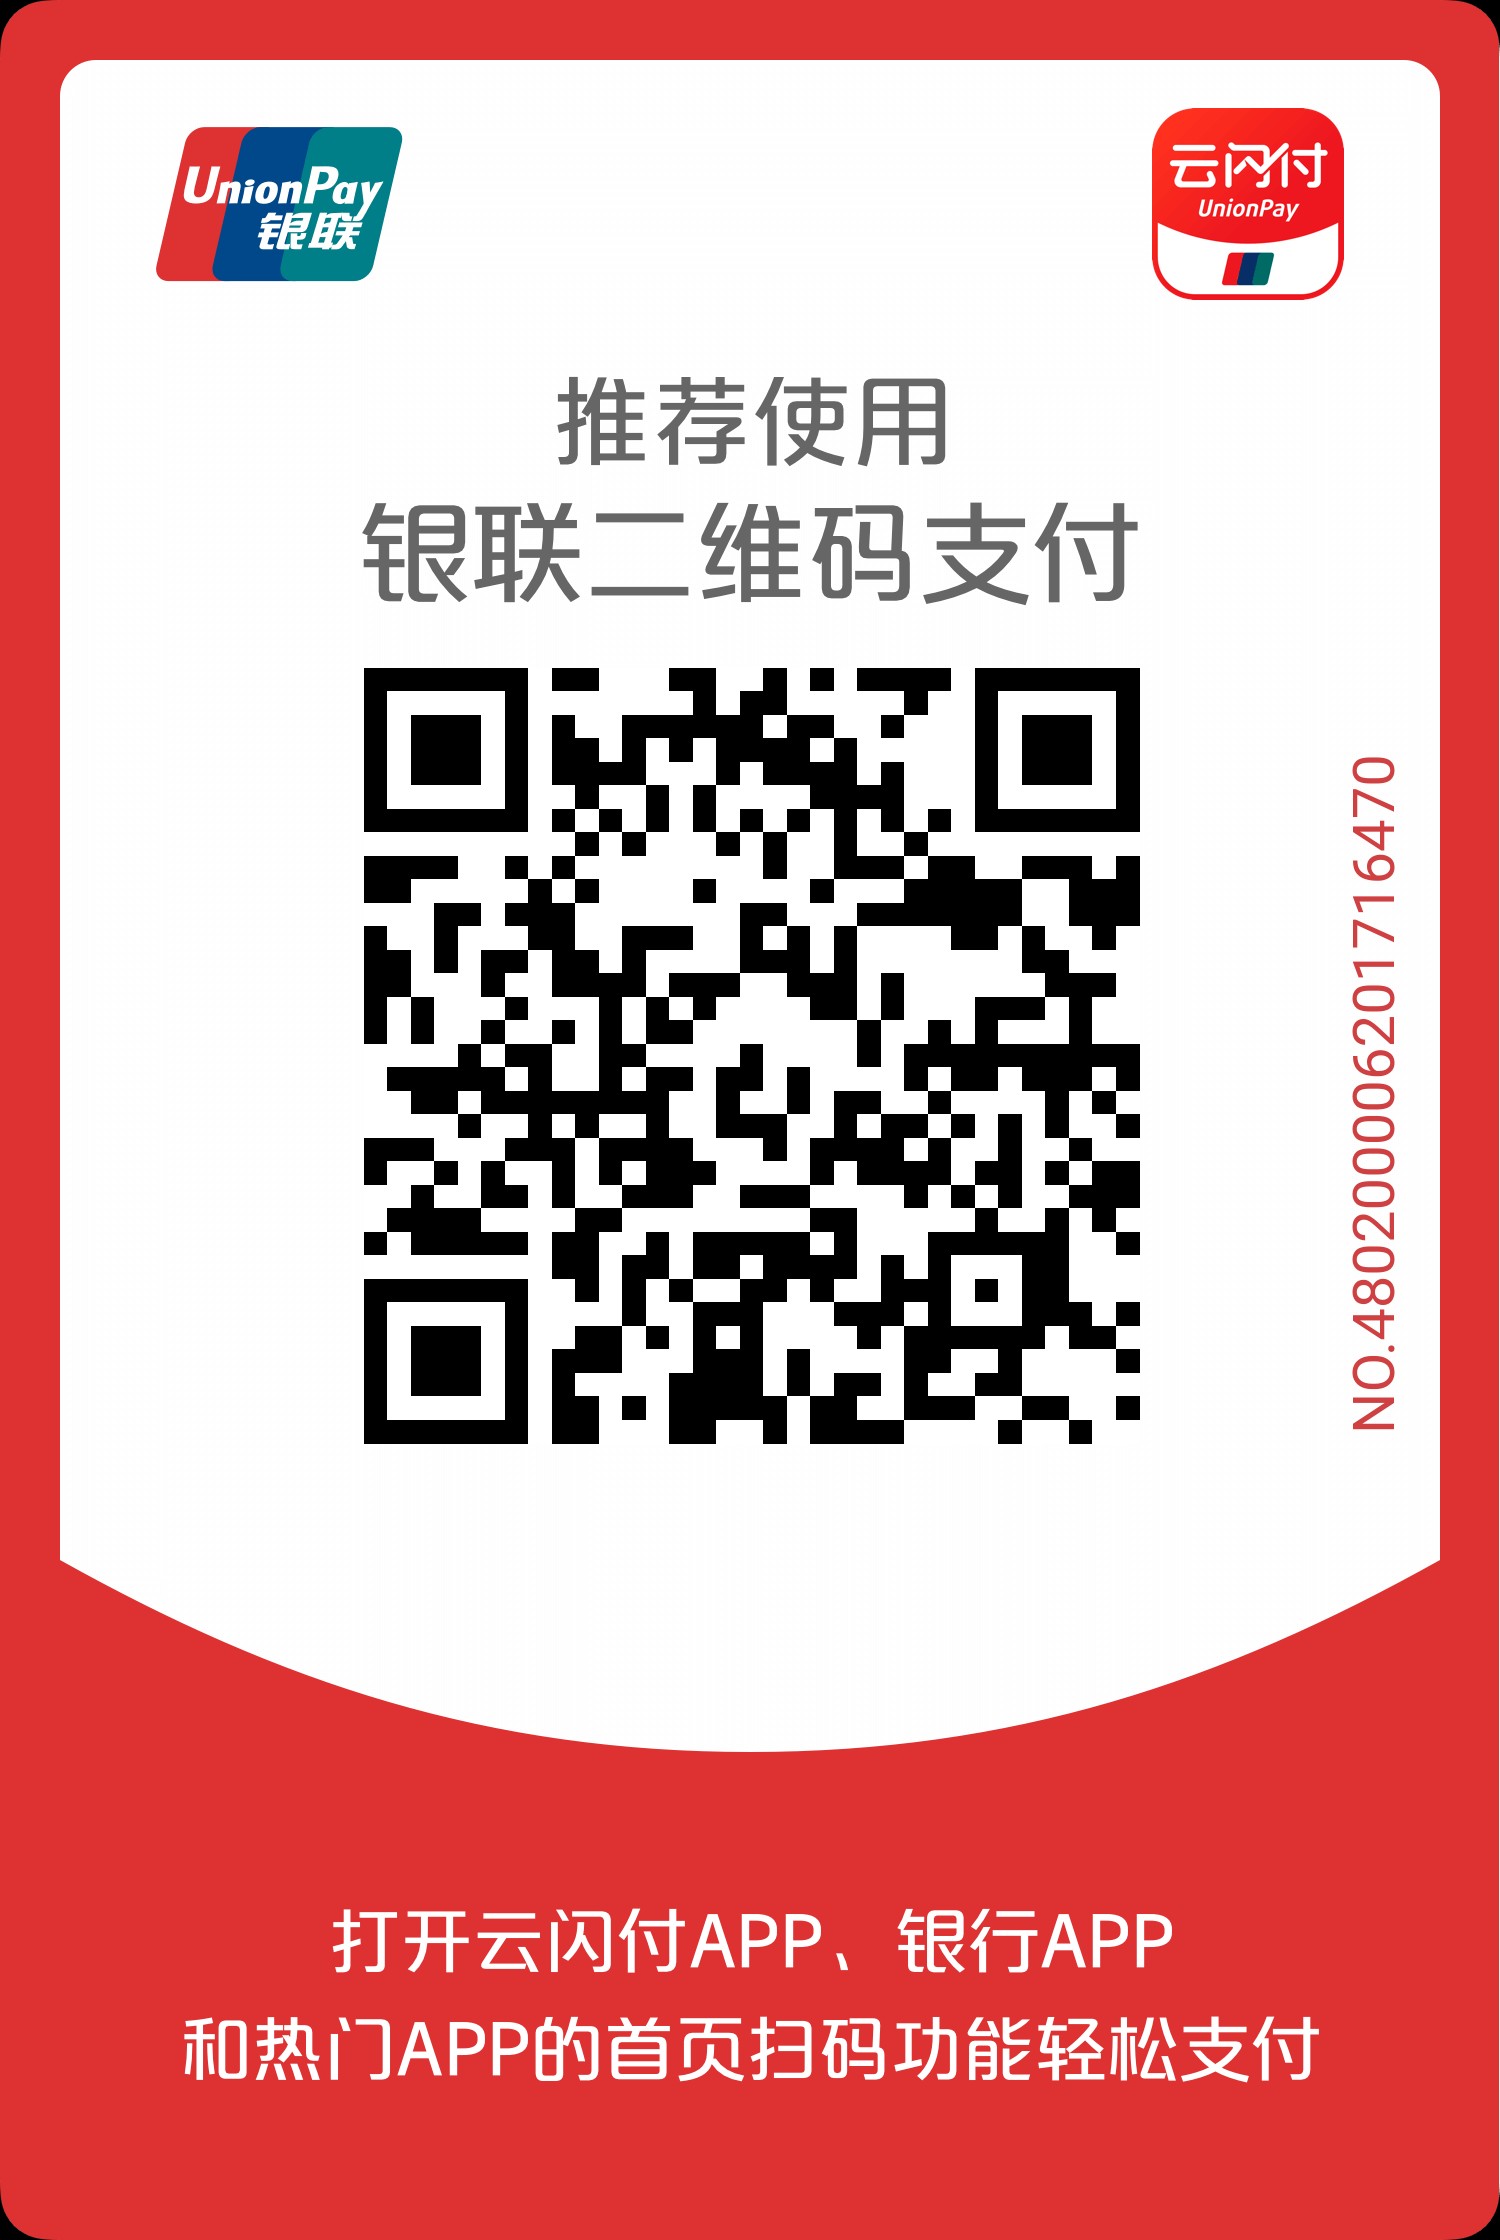 UnionPay
银联
云闪付
UnionPay
推荐使用
银联二维码支付
NO.480200062017​16470
打开云闪付APP、银行APP
和热门APP的首页扫码功能轻松支付